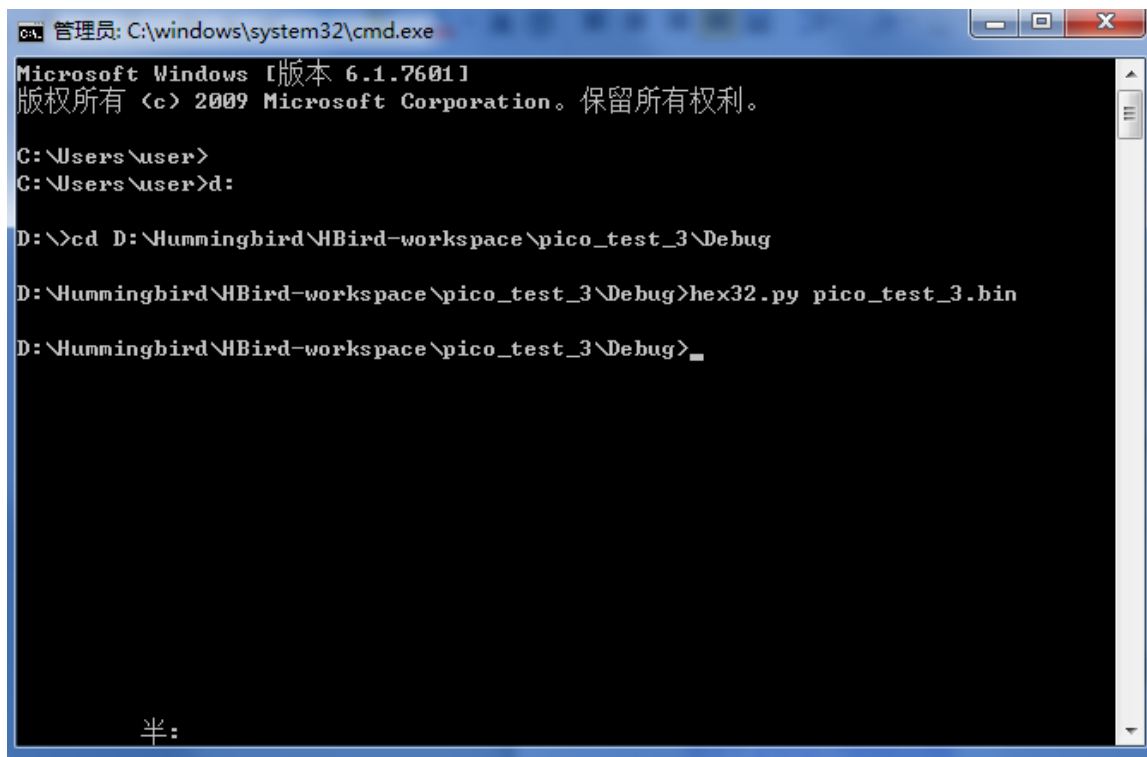 管理员: C:\windows\system32\cmd.exe
Microsoft Windows [版本 6.1.7601]
版权所有 (c) 2009 Microsoft Corporation。保留所有权利。
C:\Users\user>
C:\Users\user>d:
D:\>cd D:\Hummingbird\HBird-workspace\pico_test_3\Debug
D:\Hummingbird\HBird-workspace\pico_test_3\Debug>hex32.py pico_test_3.bin
D:\Hummingbird\HBird-workspace\pico_test_3\Debug>_
半: